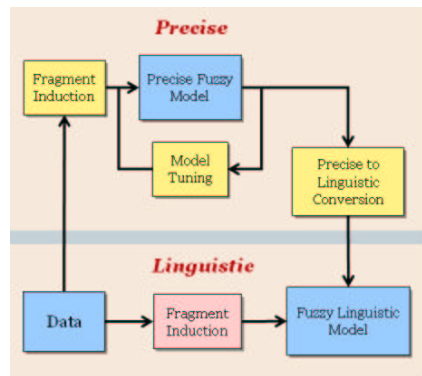 Precise
Fragment
Induction
Precise Fuzzy
Model
Model
Tuning
Precise to
Linguistic
Conversion
Linguistic
Data
Fragment
Induction
Fuzzy Linguistic
Model